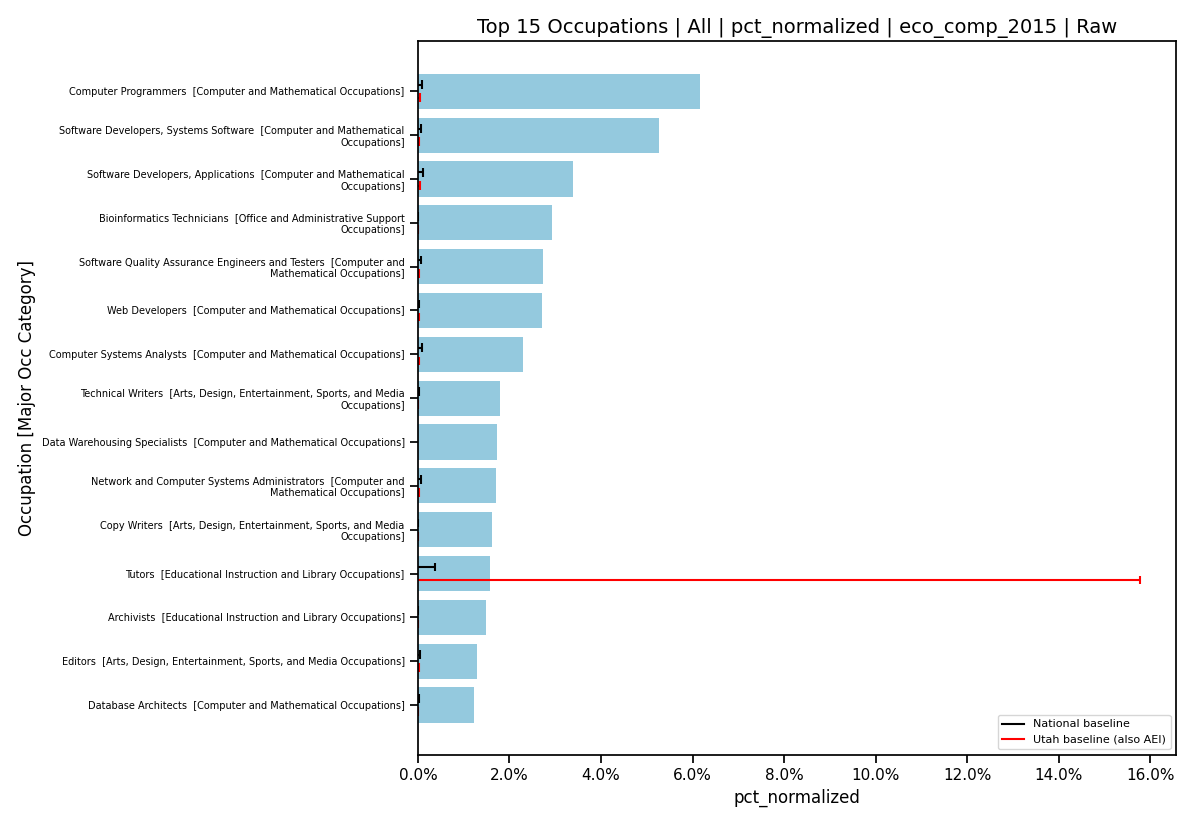 Top 15 Occupations | All | pct_normalized | eco_comp_2015 | Raw
Occupation [Major Occ Category]
Computer Programmers  [Computer and Mathematical Occupations]
Software Developers, Systems Software  [Computer and Mathematical
Occupations]
Software Developers, Applications  [Computer and Mathematical
Occupations]
Bioinformatics Technicians  [Office and Administrative Support
Occupations]
Software Quality Assurance Engineers and Testers  [Computer and
Mathematical Occupations]
Web Developers  [Computer and Mathematical Occupations]
Computer Systems Analysts  [Computer and Mathematical Occupations]
Technical Writers  [Arts, Design, Entertainment, Sports, and Media
Occupations]
Data Warehousing Specialists  [Computer and Mathematical Occupations]
Network and Computer Systems Administrators  [Computer and
Mathematical Occupations]
Copy Writers  [Arts, Design, Entertainment, Sports, and Media
Occupations]
Tutors  [Educational Instruction and Library Occupations]
Archivists  [Educational Instruction and Library Occupations]
Editors  [Arts, Design, Entertainment, Sports, and Media Occupations]
Database Architects  [Computer and Mathematical Occupations]
National baseline
Utah baseline (also AEI)
0.0% 2.0% 4.0% 6.0% 8.0% 10.0% 12.0% 14.0% 16.0%
pct_normalized